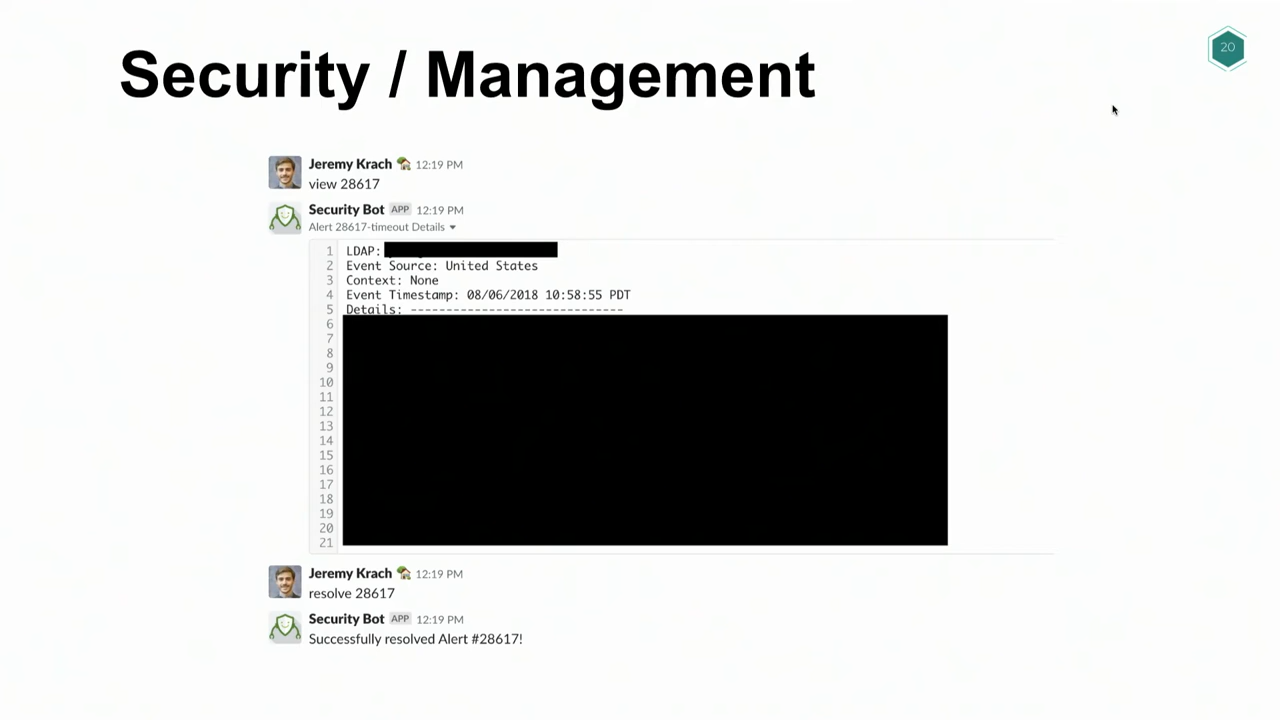 20
Security / Management
Jeremy Krach 12:19 PM
view 28617
Security Bot APP 12:19 PM
Alert 28617-timeout Details
1 LDAP:
2 Event Source: United States
3 Context: None
4 Event Timestamp: 08/06/2018 10:58:55 PDT
5 Details: ------------------------------
6
7
8
9
10
11
12
13
14
15
16
17
18
19
20
21
Jeremy Krach 12:19 PM
resolve 28617
Security Bot APP 12:19 PM
Successfully resolved Alert #28617!